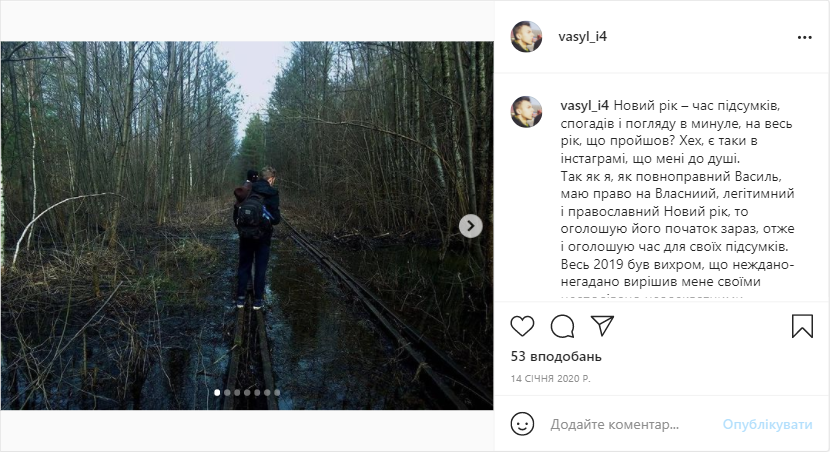 vasyl_i4
vasyl_i4 Новий рік – час підсумків,
спогадів і погляду в минуле, на весь
рік, що пройшов? Хех, є таки в
інстаграмі, що мені до душі.
Так як я, як повноправний Василь,
маю право на Власниий, легітимний
і православний Новий рік, то
оголошую його початок зараз, отже
і оголошую час для своїх підсумків.
Весь 2019 був вихром, що неждано-
негадано вирішив мене своїми
53 вподобань
14 СІЧНЯ 2020 Р.
Додайте коментар... Опублікувати